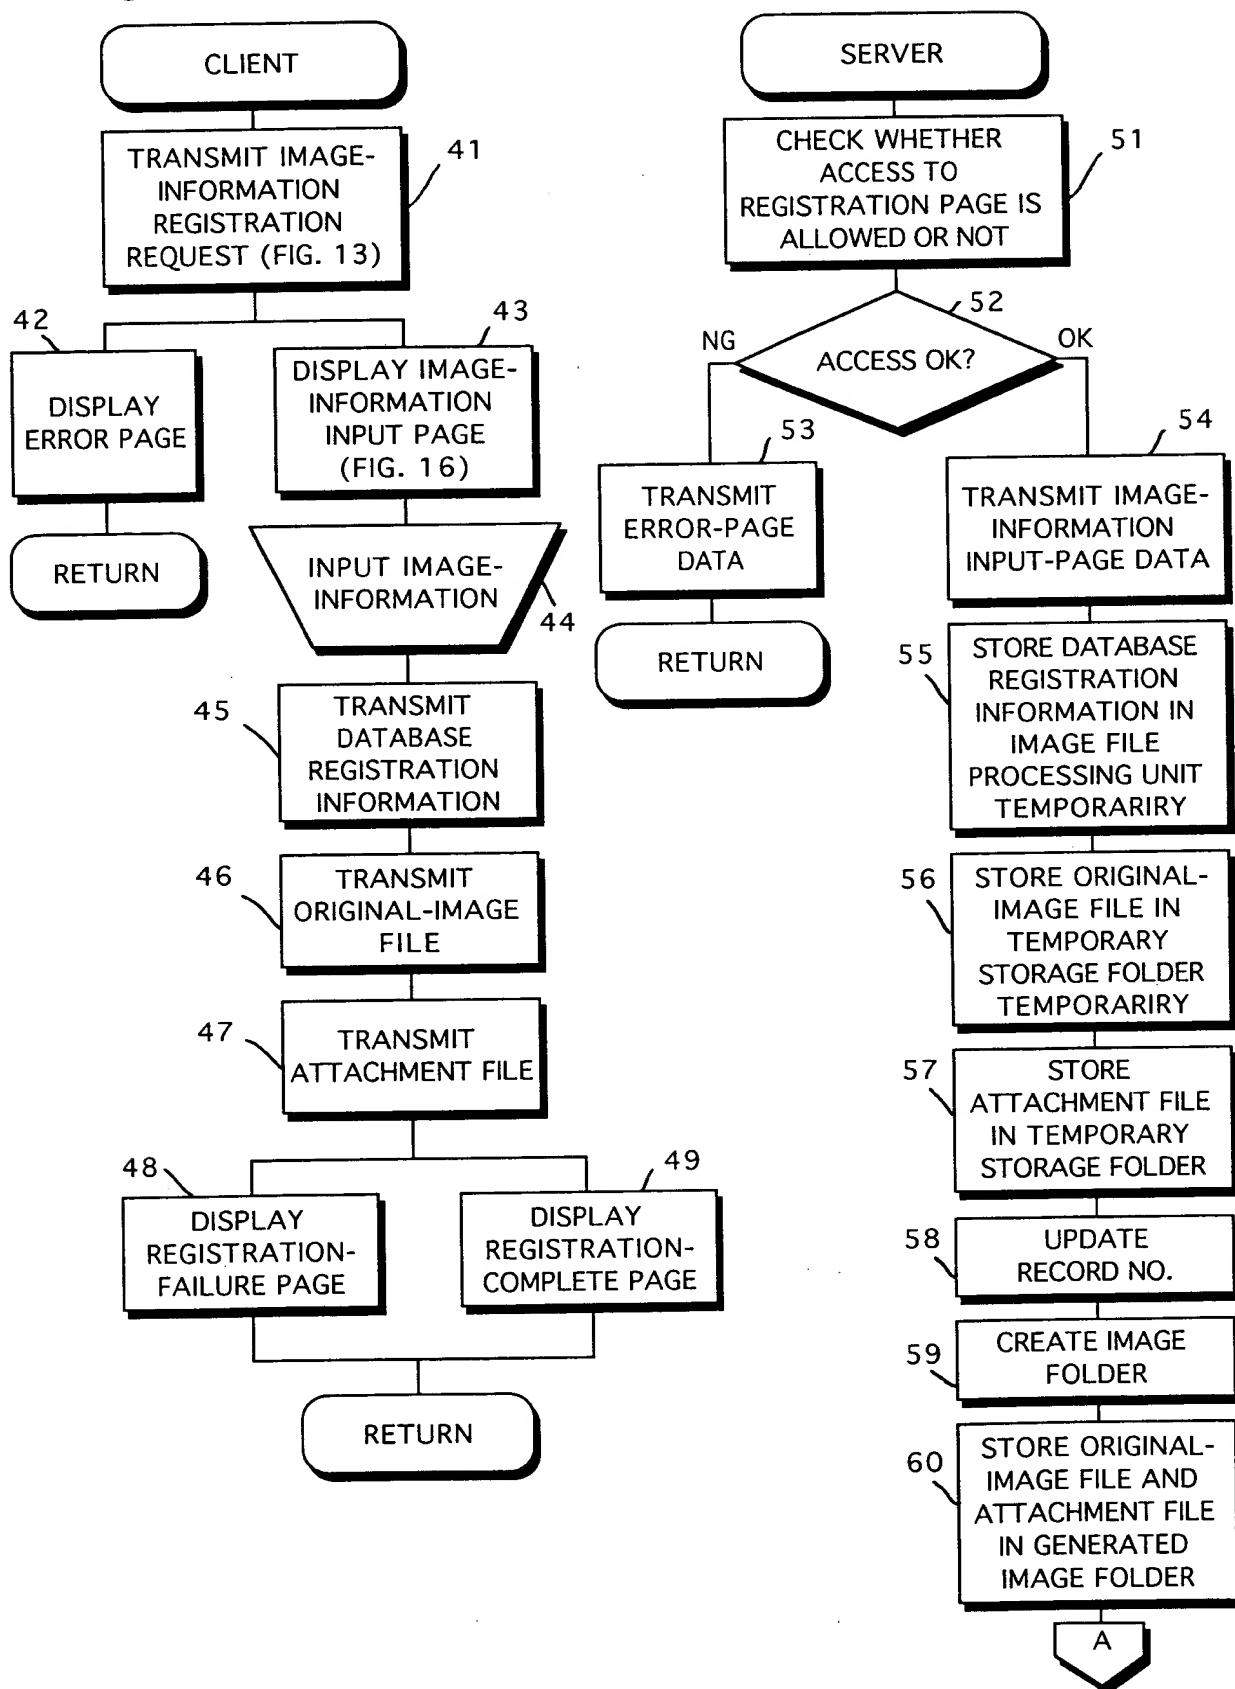 CLIENT
TRANSMIT IMAGE-
INFORMATION
REGISTRATION
REQUEST (FIG. 13)
41
42
DISPLAY
ERROR PAGE
RETURN
43
DISPLAY IMAGE-
INFORMATION
INPUT PAGE
(FIG. 16)
INPUT IMAGE-
INFORMATION
44
45
TRANSMIT
DATABASE
REGISTRATION
INFORMATION
46
TRANSMIT
ORIGINAL-IMAGE
FILE
47
TRANSMIT
ATTACHMENT FILE
48
DISPLAY
REGISTRATION-
FAILURE PAGE
49
DISPLAY
REGISTRATION-
COMPLETE PAGE
RETURN
SERVER
CHECK WHETHER
ACCESS TO
REGISTRATION PAGE IS
ALLOWED OR NOT
51
52
NG
ACCESS OK?
OK
53
TRANSMIT
ERROR-PAGE
DATA
RETURN
54
TRANSMIT IMAGE-
INFORMATION
INPUT-PAGE DATA
55
STORE DATABASE
REGISTRATION
INFORMATION IN
IMAGE FILE
PROCESSING UNIT
TEMPORARIRY
56
STORE ORIGINAL-
IMAGE FILE IN
TEMPORARY
STORAGE FOLDER
TEMPORARIRY
57
STORE
ATTACHMENT FILE
IN TEMPORARY
STORAGE FOLDER
58
UPDATE
RECORD NO.
59
CREATE IMAGE
FOLDER
60
STORE ORIGINAL-
IMAGE FILE AND
ATTACHMENT FILE
IN GENERATED
IMAGE FOLDER
A